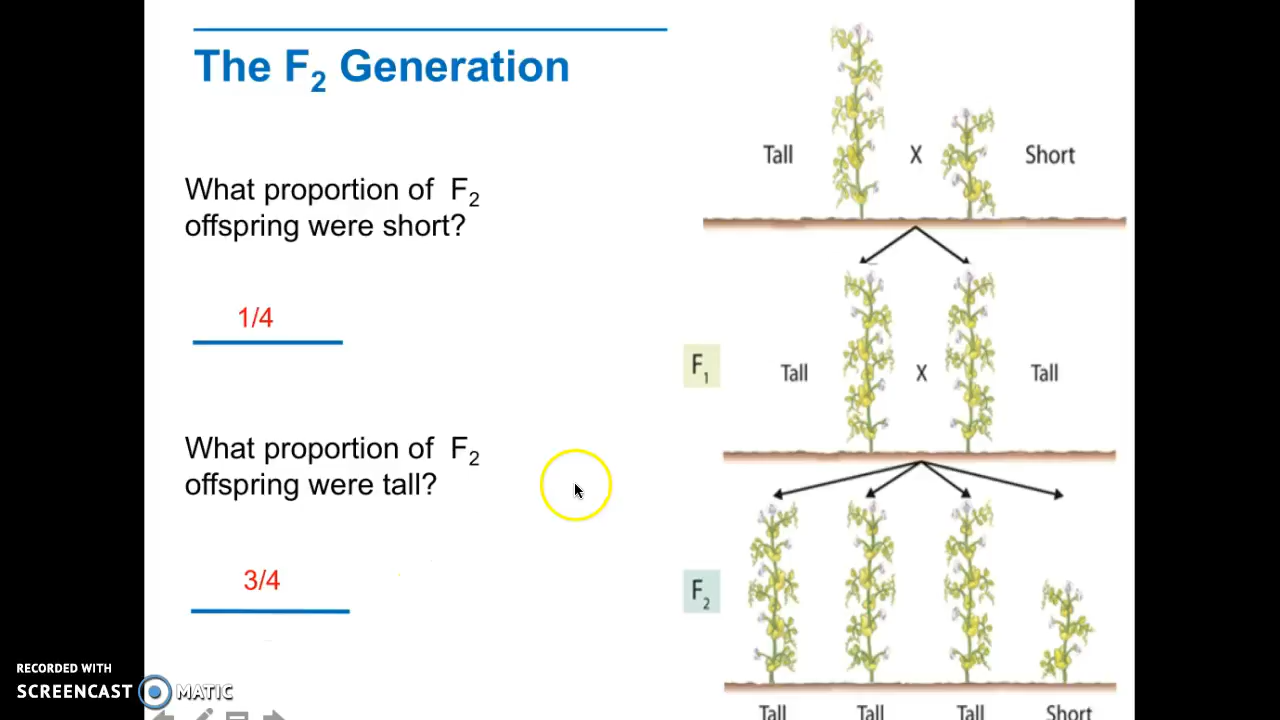 The F2 Generation
What proportion of F2
offspring were short?
1/4
What proportion of F2
offspring were tall?
3/4
Tall X Short
F1 Tall X Tall
F2
Tall Tall Tall Short
RECORDED WITH
SCREENCAST MATIC